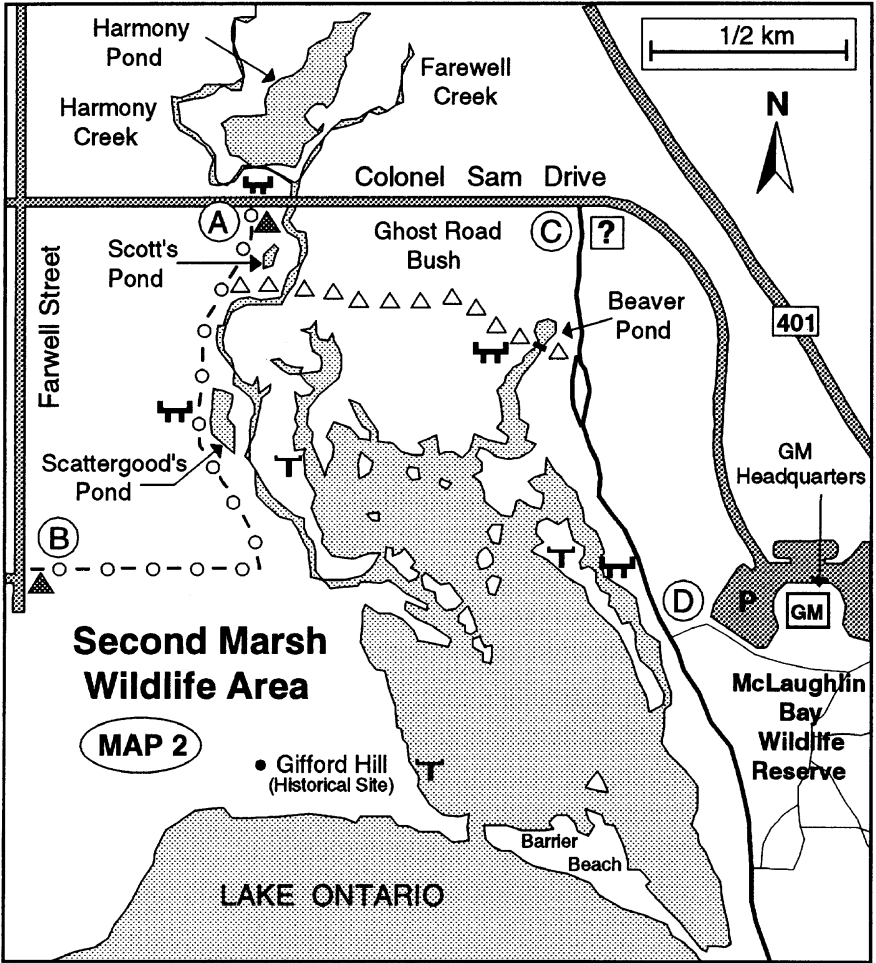 Harmony
Pond
1/2 km
Farewell
Creek
Harmony
Creek
N
Colonel Sam Drive
A
C
?
Ghost Road
Bush
Scott's
Pond
Beaver
Pond
401
Farwell Street
Scattergood's
Pond
GM
Headquarters
B
D
P
GM
Second Marsh
Wildlife Area
McLaughlin
Bay
Wildlife
Reserve
MAP 2
Gifford Hill
(Historical Site)
Barrier
Beach
LAKE ONTARIO